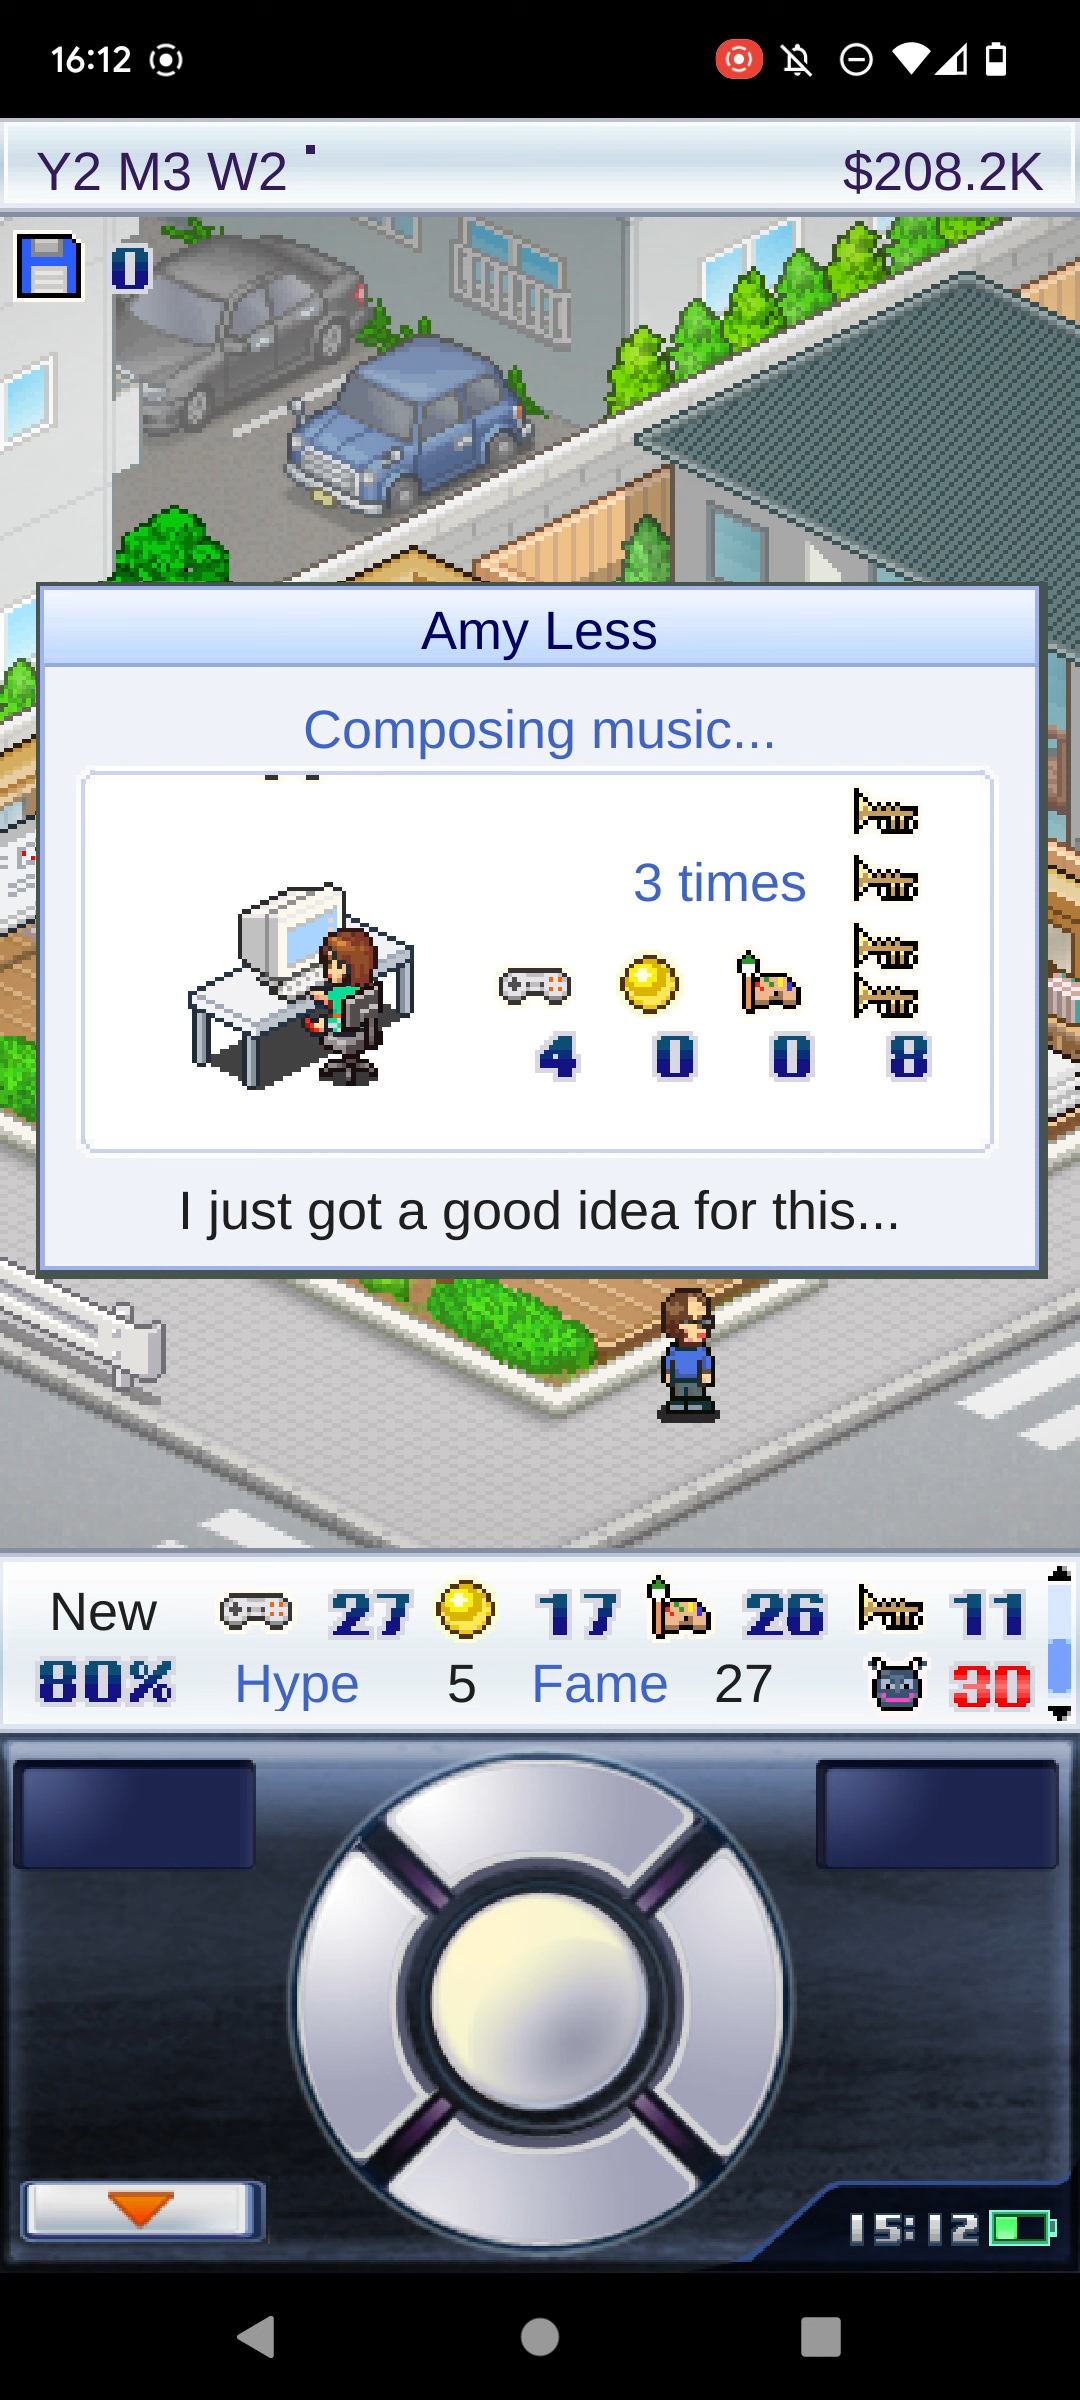 16:12
Y2 M3 W2 $208.2K
0
Amy Less
Composing music...
3 times
4 0 0 8
I just got a good idea for this...
New 27 17 26 11
80% Hype 5 Fame 27 30
15:12